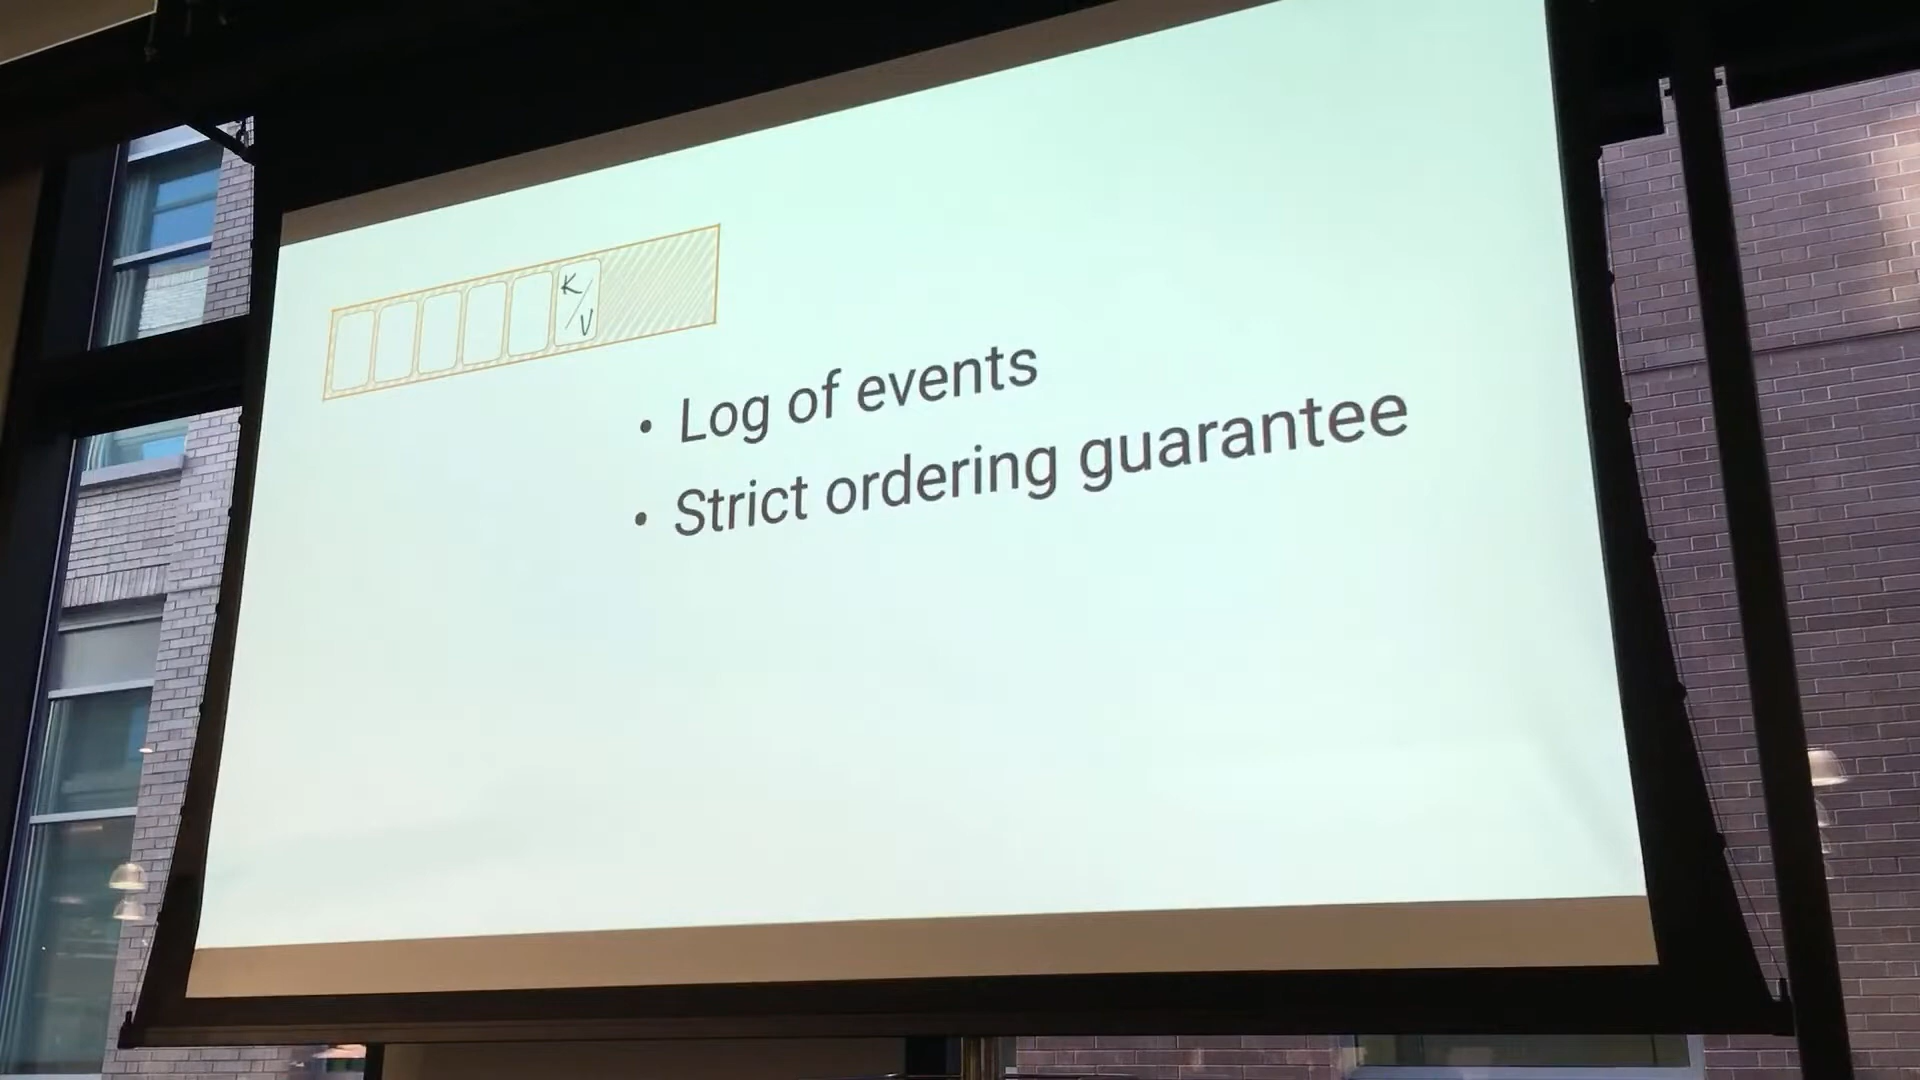 K/V
• Log of events
• Strict ordering guarantee